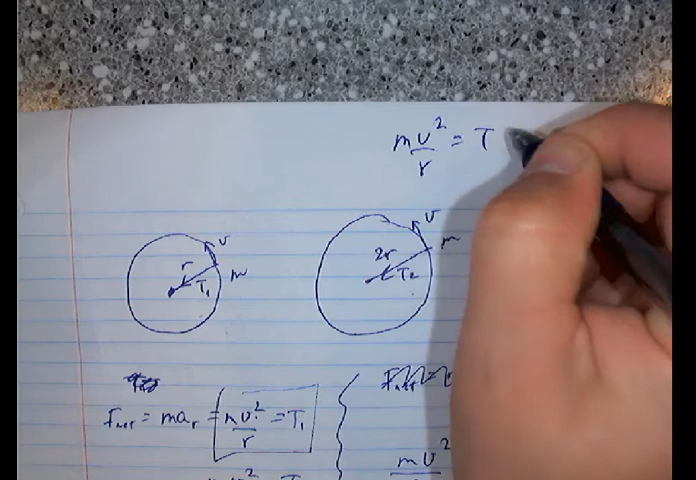 mv²/r = T
v
r
T₁
m
v
2r
T₂
m
Fnet = maᵣ = mv²/r = T₁
mv²